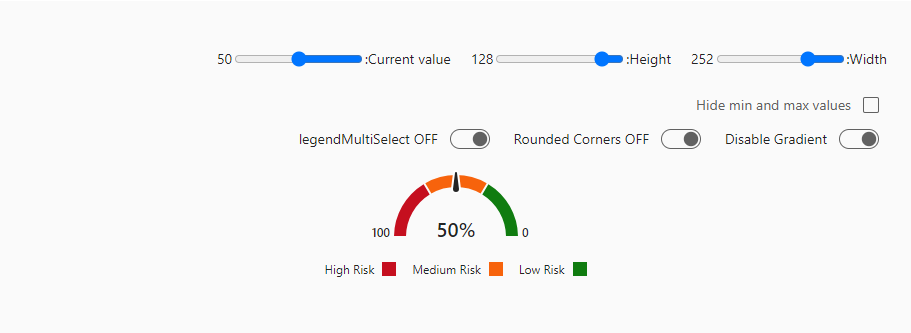 Width: 252 Height: 128 Current value: 50
Hide min and max values
Disable Gradient Rounded Corners OFF legendMultiSelect OFF
50%
100 0
High Risk Medium Risk Low Risk